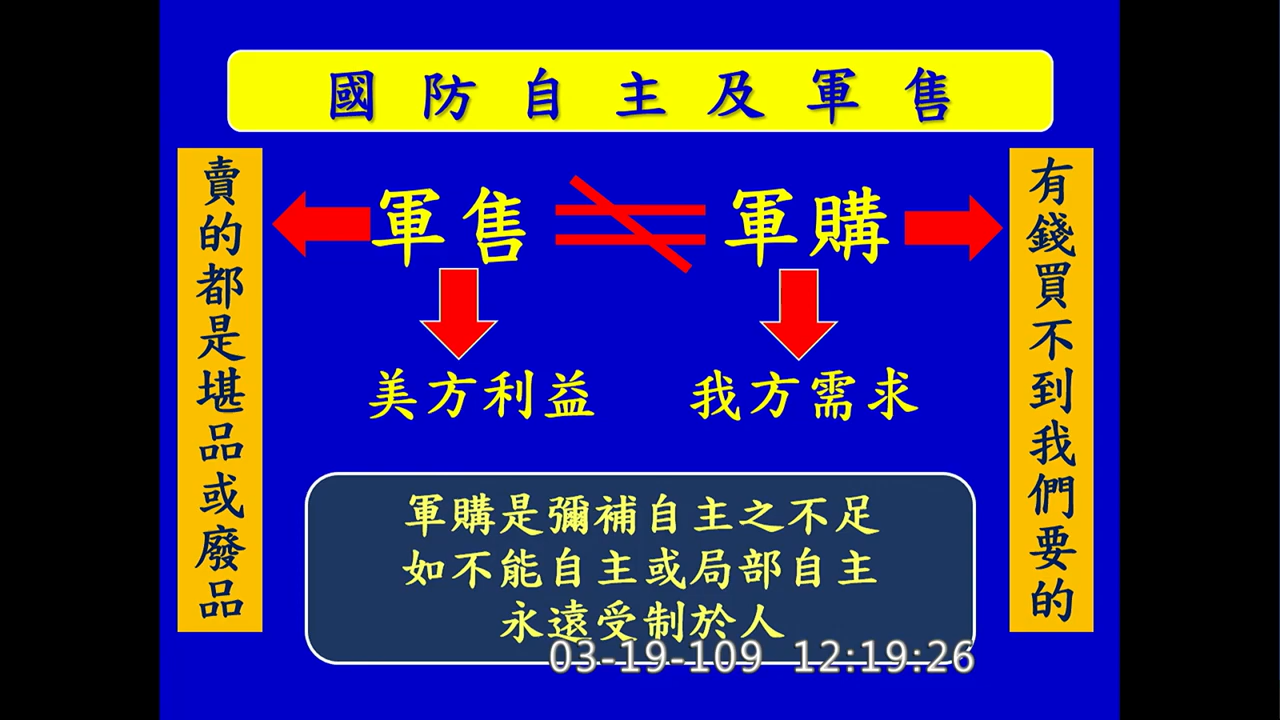 國防自主及軍售
賣的都是堪品或廢品
軍售
軍購
有錢買不到我們要的
美方利益
我方需求
軍購是彌補自主之不足
如不能自主或局部自主
永遠受制於人
03-19-109 12:19:26